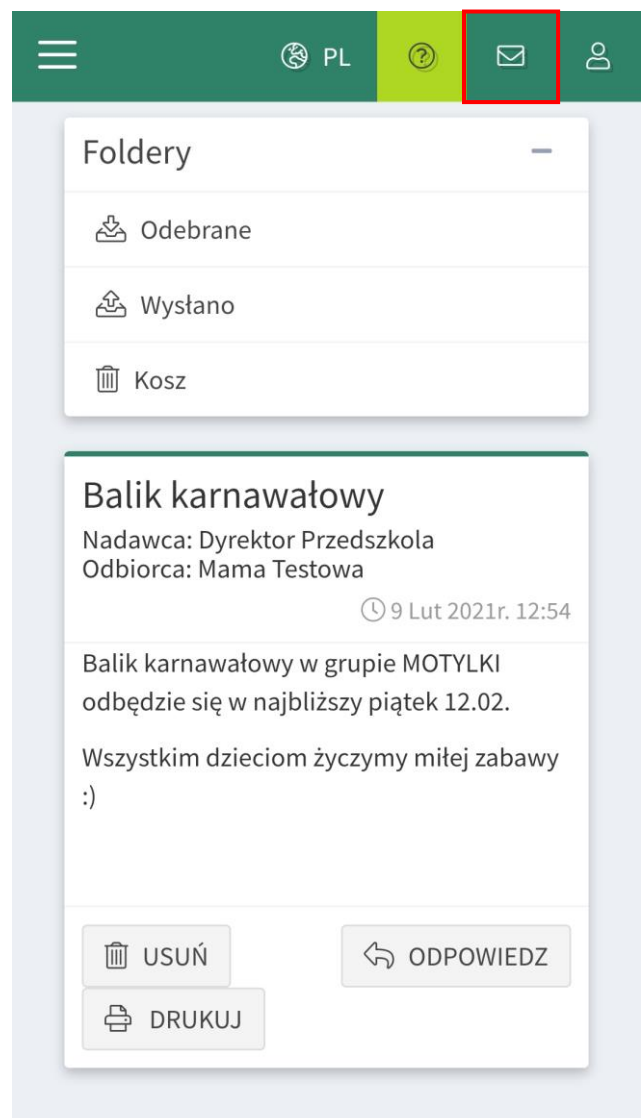 PL
Foldery
Odebrane
Wysłano
Kosz
Balik karnawałowy
Nadawca: Dyrektor Przedszkola
Odbiorca: Mama Testowa
9 Lut 2021r. 12:54
Balik karnawałowy w grupie MOTYLKI
odbędzie się w najbliższy piątek 12.02.
Wszystkim dzieciom życzymy miłej zabawy
:)
USUŃ ODPOWIEDZ
DRUKUJ